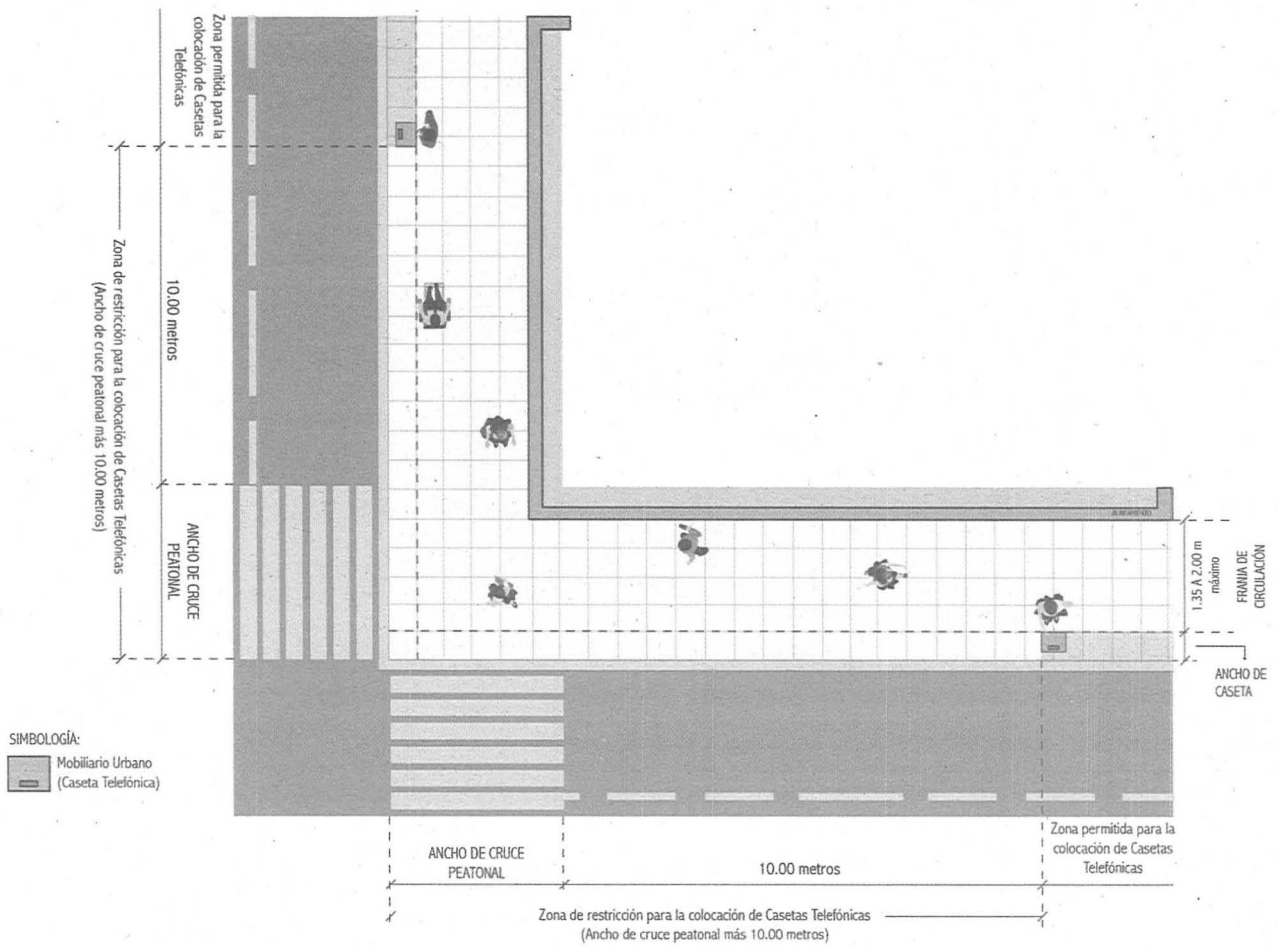 Zona permitida para la
colocación de Casetas
Telefónicas
Zona de restricción para la colocación de Casetas Telefónicas
(Ancho de cruce peatonal más 10.00 metros)
10.00 metros
ANCHO DE CRUCE
PEATONAL
ALINEAMIENTO
1.35 A 2.00 m
máximo
FRANJA DE
CIRCULACIÓN
ANCHO DE
CASETA
SIMBOLOGÍA:
Mobiliario Urbano
(Caseta Telefónica)
ANCHO DE CRUCE
PEATONAL
10.00 metros
Zona permitida para la
colocación de Casetas
Telefónicas
Zona de restricción para la colocación de Casetas Telefónicas
(Ancho de cruce peatonal más 10.00 metros)